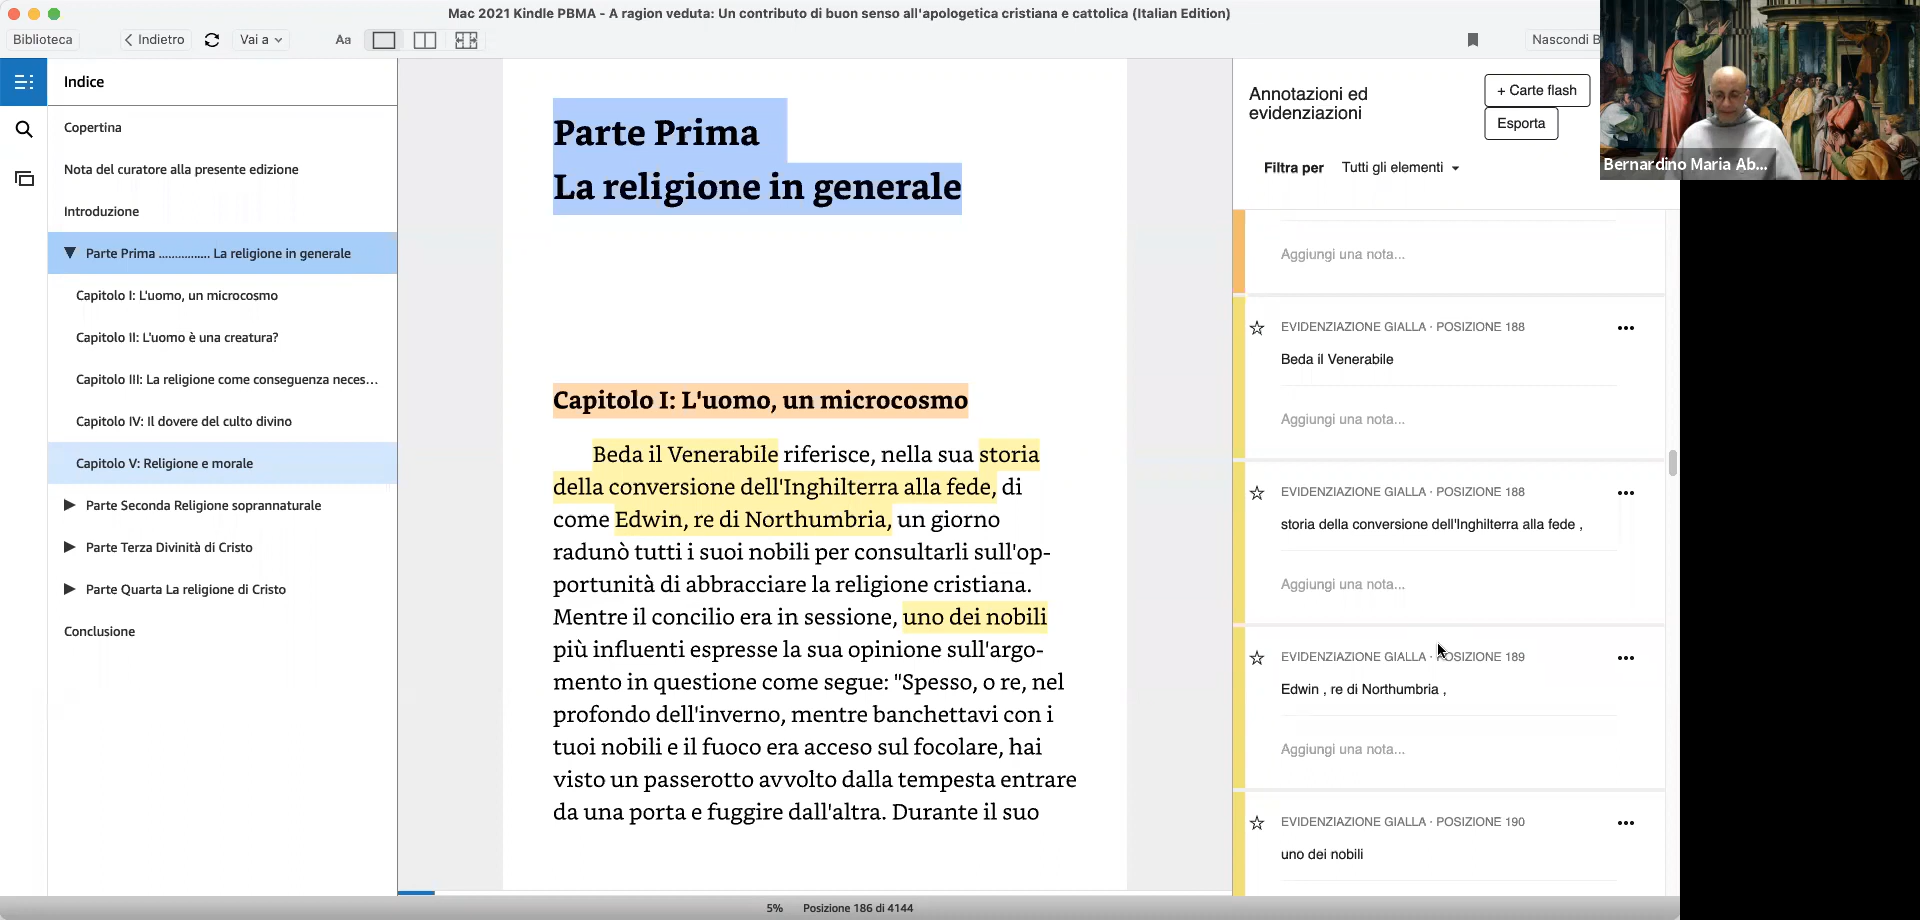 Mac 2021 Kindle PBMA - A ragion veduta: Un contributo di buon senso all'apologetica cristiana e cattolica (Italian Edition)
Biblioteca
Indietro
Vai a
Aa
Nascondi B
Indice
Copertina
Nota del curatore alla presente edizione
Introduzione
Parte Prima ................ La religione in generale
Capitolo I: L'uomo, un microcosmo
Capitolo II: L'uomo è una creatura?
Capitolo III: La religione come conseguenza neces...
Capitolo IV: Il dovere del culto divino
Capitolo V: Religione e morale
Parte Seconda Religione soprannaturale
Parte Terza Divinità di Cristo
Parte Quarta La religione di Cristo
Conclusione
Parte Prima
La religione in generale
Capitolo I: L'uomo, un microcosmo
Beda il Venerabile riferisce, nella sua storia
della conversione dell'Inghilterra alla fede, di
come Edwin, re di Northumbria, un giorno
radunò tutti i suoi nobili per consultarli sull'op-
portunità di abbracciare la religione cristiana.
Mentre il concilio era in sessione, uno dei nobili
più influenti espresse la sua opinione sull'argo-
mento in questione come segue: "Spesso, o re, nel
profondo dell'inverno, mentre banchettavi con i
tuoi nobili e il fuoco era acceso sul focolare, hai
visto un passerotto avvolto dalla tempesta entrare
da una porta e fuggire dall'altra. Durante il suo
Annotazioni ed
evidenziazioni
+ Carte flash
Esporta
Filtra per Tutti gli elementi
Aggiungi una nota...
EVIDENZIAZIONE GIALLA · POSIZIONE 188
Beda il Venerabile
Aggiungi una nota...
EVIDENZIAZIONE GIALLA · POSIZIONE 188
storia della conversione dell'Inghilterra alla fede ,
Aggiungi una nota...
EVIDENZIAZIONE GIALLA · POSIZIONE 189
Edwin , re di Northumbria ,
Aggiungi una nota...
EVIDENZIAZIONE GIALLA · POSIZIONE 190
uno dei nobili
Bernardino Maria Ab...
5% Posizione 186 di 4144